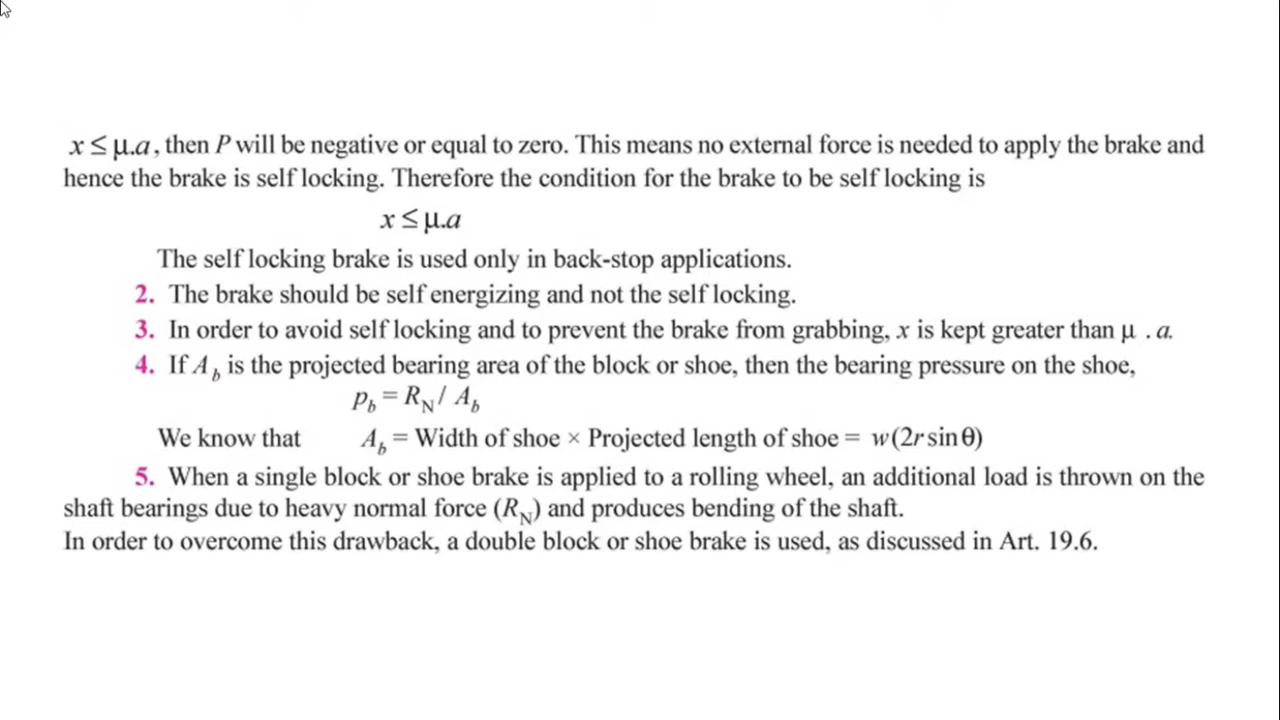 x ≤ μ.a, then P will be negative or equal to zero. This means no external force is needed to apply the brake and
hence the brake is self locking. Therefore the condition for the brake to be self locking is
x ≤ μ.a
The self locking brake is used only in back-stop applications.
2. The brake should be self energizing and not the self locking.
3. In order to avoid self locking and to prevent the brake from grabbing, x is kept greater than μ . a.
4. If A_b is the projected bearing area of the block or shoe, then the bearing pressure on the shoe,
p_b = R_N / A_b
We know that A_b = Width of shoe × Projected length of shoe = w(2r sin θ)
5. When a single block or shoe brake is applied to a rolling wheel, an additional load is thrown on the
shaft bearings due to heavy normal force (R_N) and produces bending of the shaft.
In order to overcome this drawback, a double block or shoe brake is used, as discussed in Art. 19.6.